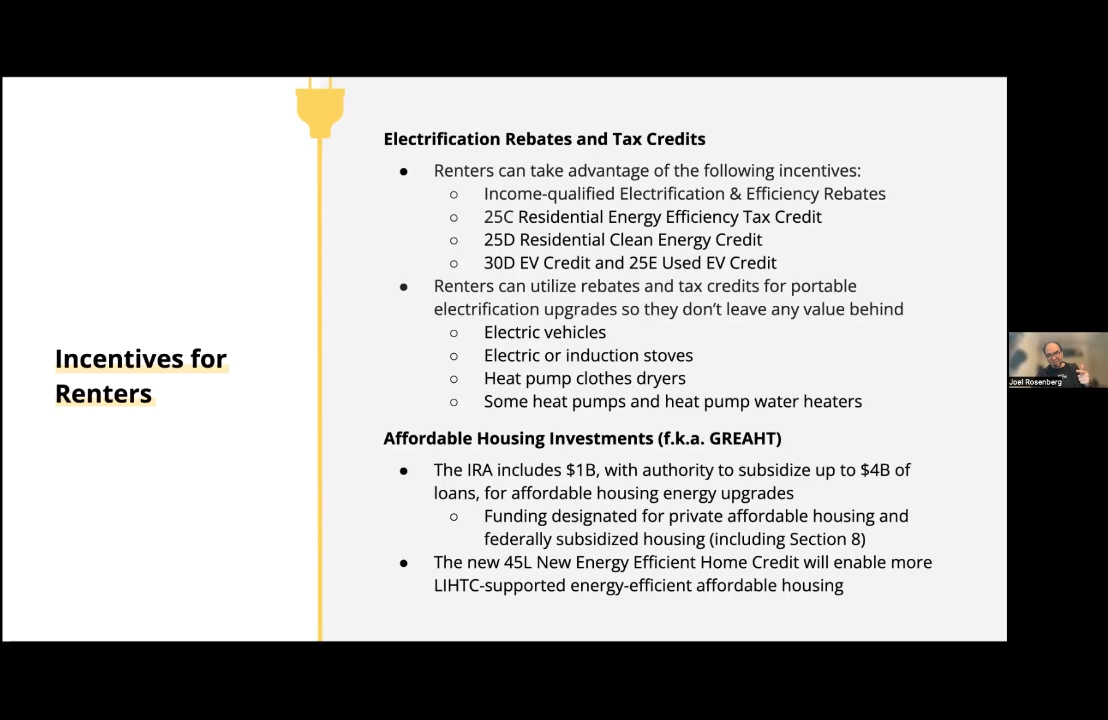 Incentives for
Renters
Electrification Rebates and Tax Credits
● Renters can take advantage of the following incentives:
○ Income-qualified Electrification & Efficiency Rebates
○ 25C Residential Energy Efficiency Tax Credit
○ 25D Residential Clean Energy Credit
○ 30D EV Credit and 25E Used EV Credit
● Renters can utilize rebates and tax credits for portable
electrification upgrades so they don’t leave any value behind
○ Electric vehicles
○ Electric or induction stoves
○ Heat pump clothes dryers
○ Some heat pumps and heat pump water heaters
Affordable Housing Investments (f.k.a. GREAHT)
● The IRA includes $1B, with authority to subsidize up to $4B of
loans, for affordable housing energy upgrades
○ Funding designated for private affordable housing and
federally subsidized housing (including Section 8)
● The new 45L New Energy Efficient Home Credit will enable more
LIHTC-supported energy-efficient affordable housing
Joel Rosenberg